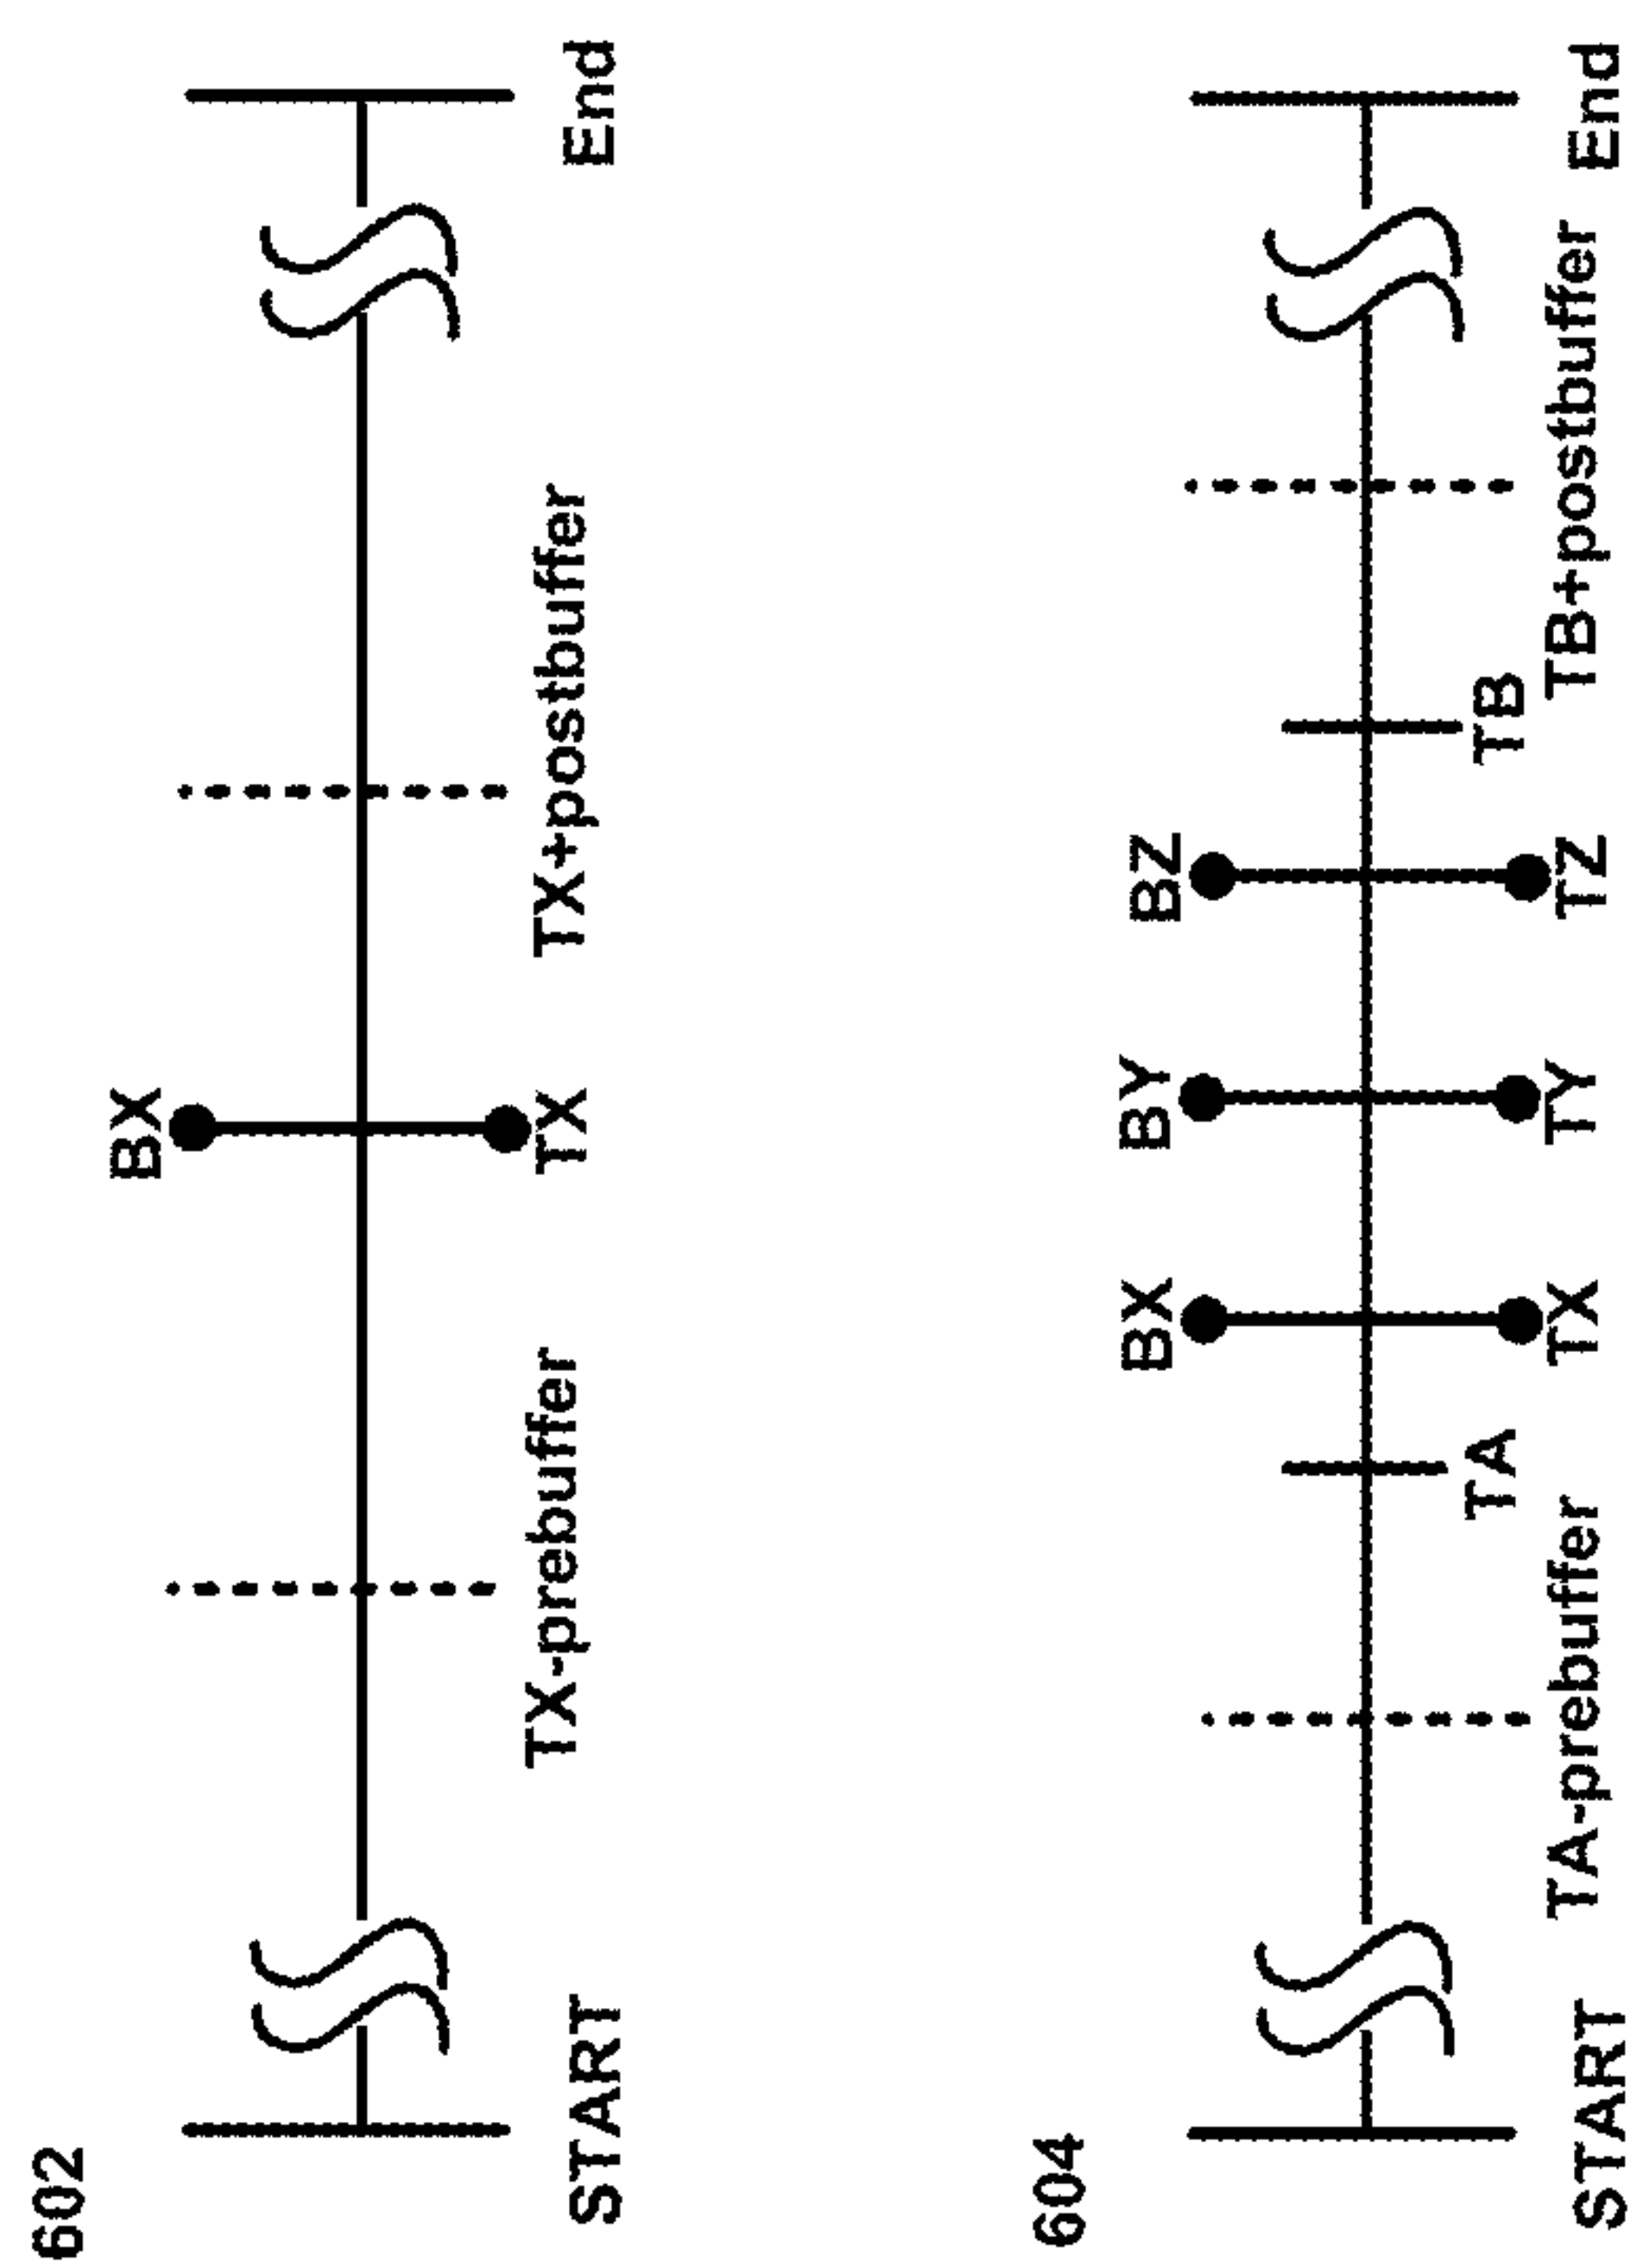 602
BX
START
TX-prebuffer
TX
TX+postbuffer
End
604
BX
BY
BZ
TA
TB
START
TA-prebuffer
TX
TY
TZ
TB+postbuffer
End